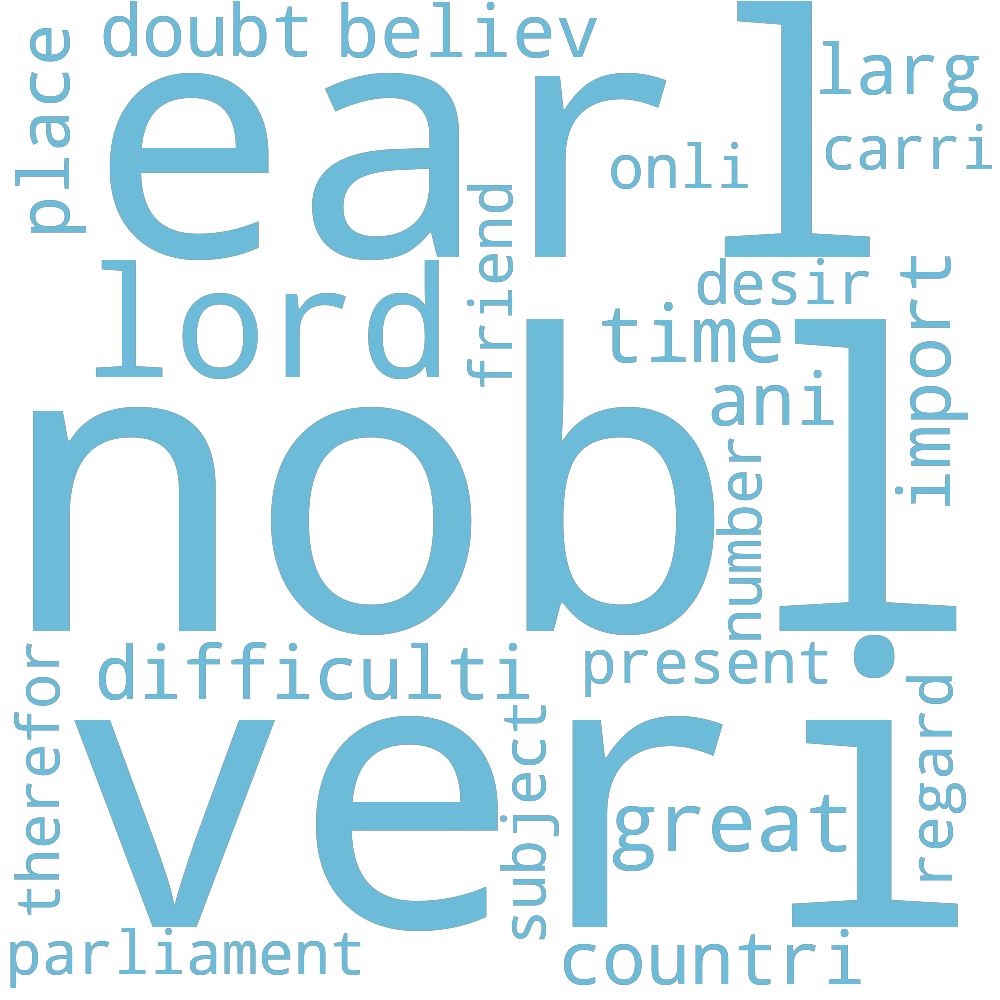 doubt believ
place
earl
larg
carri
onli
friend
lord
desir
time
import
ani
nobl
number
difficulti
present
therefor
veri
subject
great
regard
parliament
countri